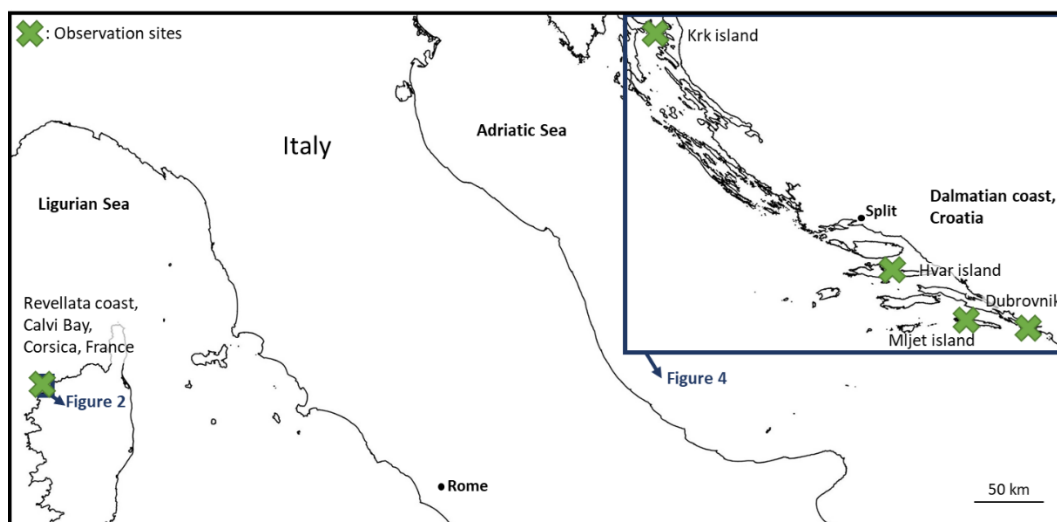 : Observation sites
Krk island
Adriatic Sea
Italy
Ligurian Sea
Dalmatian coast,
Croatia
Split
Hvar island
Dubrovnik
Mljet island
Revellata coast,
Calvi Bay,
Corsica, France
Figure 4
Figure 2
Rome
50 km